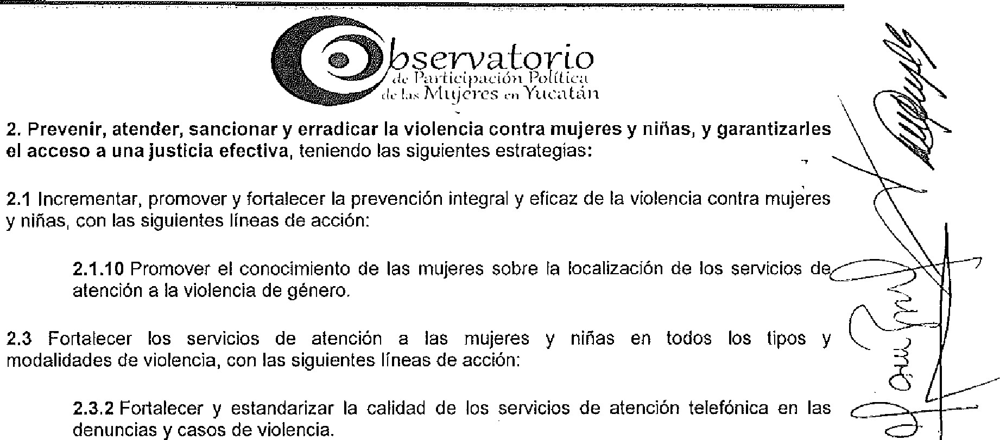 Observatorio
de Participación Política
de las Mujeres en Yucatán
2. Prevenir, atender, sancionar y erradicar la violencia contra mujeres y niñas, y garantizarles
el acceso a una justicia efectiva, teniendo las siguientes estrategias:
2.1 Incrementar, promover y fortalecer la prevención integral y eficaz de la violencia contra mujeres
y niñas, con las siguientes líneas de acción:
2.1.10 Promover el conocimiento de las mujeres sobre la localización de los servicios de
atención a la violencia de género.
2.3 Fortalecer los servicios de atención a las mujeres y niñas en todos los tipos y
modalidades de violencia, con las siguientes líneas de acción:
2.3.2 Fortalecer y estandarizar la calidad de los servicios de atención telefónica en las
denuncias y casos de violencia.